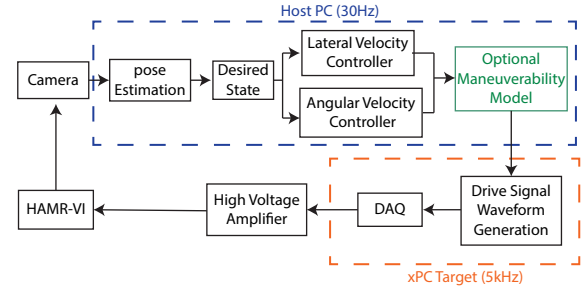 Host PC (30Hz)
Camera
pose
Estimation
Desired
State
Lateral Velocity
Controller
Angular Velocity
Controller
Optional
Maneuverability
Model
HAMR-VI
High Voltage
Amplifier
DAQ
Drive Signal
Waveform
Generation
xPC Target (5kHz)